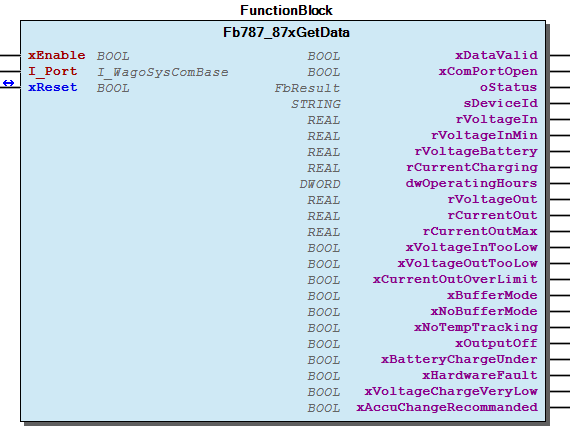 FunctionBlock
Fb787_87xGetData
xEnable BOOL BOOL xDataValid
I_Port I_WagoSysComBase BOOL xComPortOpen
xReset BOOL FbResult oStatus
STRING sDeviceId
REAL rVoltageIn
REAL rVoltageInMin
REAL rVoltageBattery
REAL rCurrentCharging
DWORD dwOperatingHours
REAL rVoltageOut
REAL rCurrentOut
REAL rCurrentOutMax
BOOL xVoltageInTooLow
BOOL xVoltageOutTooLow
BOOL xCurrentOutOverLimit
BOOL xBufferMode
BOOL xNoBufferMode
BOOL xNoTempTracking
BOOL xOutputOff
BOOL xBatteryChargeUnder
BOOL xHardwareFault
BOOL xVoltageChargeVeryLow
BOOL xAccuChangeRecommanded